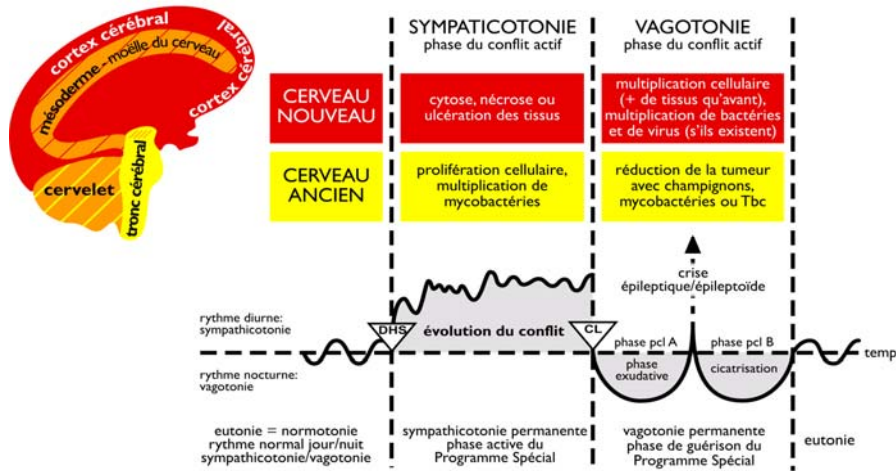 cortex cérébral
cortex cérébral
mésoderme - moëlle du cerveau
cervelet
tronc cérébral
SYMPATICOTONIE
phase du conflit actif
VAGOTONIE
phase du conflit actif
CERVEAU
NOUVEAU
cytose, nécrose ou
ulcération des tissus
multiplication cellulaire
(+ de tissus qu'avant),
multiplication de bactéries
et de virus (s'ils existent)
CERVEAU
ANCIEN
prolifération cellulaire,
multiplication de
mycobactéries
réduction de la tumeur
avec champignons,
mycobactéries ou Tbc
crise
épileptique/épileptoïde
rythme diurne:
sympathicotonie
DHS
évolution du conflit
CL
phase pcl A
phase pcl B
temp
rythme nocturne:
vagotonie
phase
exudative
cicatrisation
eutonie = normotonie
rythme normal jour/nuit
sympathicotonie/vagotonie
sympathicotonie permanente
phase active du
Programme Spécial
vagotonie permanente
phase de guérison du
Programme Spécial
eutonie